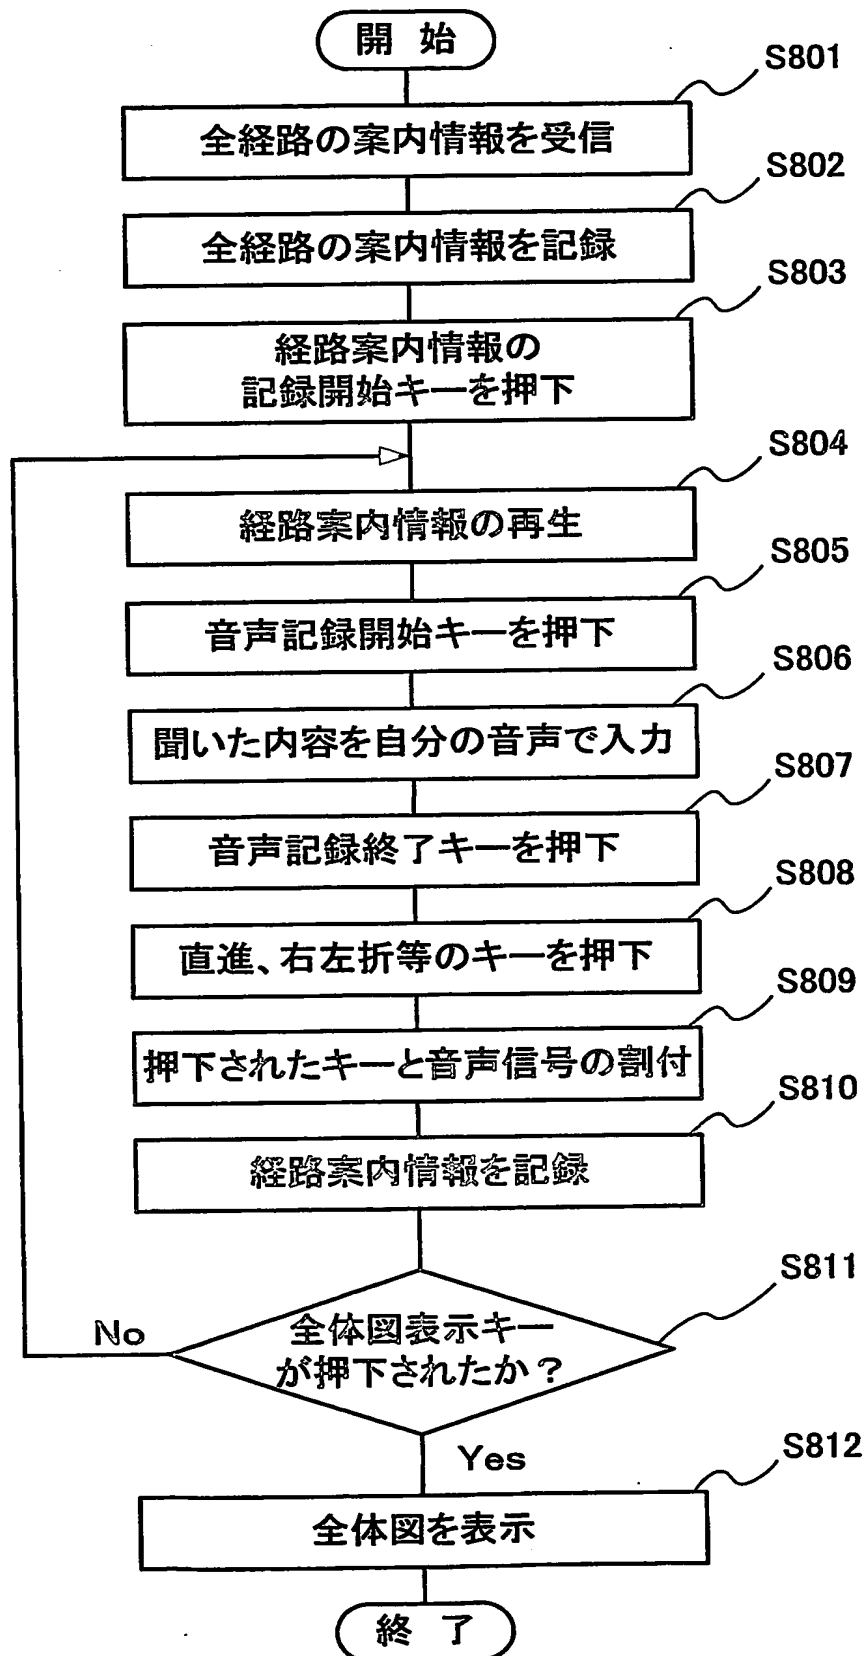 開 始
S801
全経路の案内情報を受信
S802
全経路の案内情報を記録
S803
経路案内情報の
記録開始キーを押下
S804
経路案内情報の再生
S805
音声記録開始キーを押下
S806
聞いた内容を自分の音声で入力
S807
音声記録終了キーを押下
S808
直進、右左折等のキーを押下
S809
押下されたキーと音声信号の割付
S810
経路案内情報を記録
S811
全体図表示キー
が押下されたか？
No
Yes
S812
全体図を表示
終 了